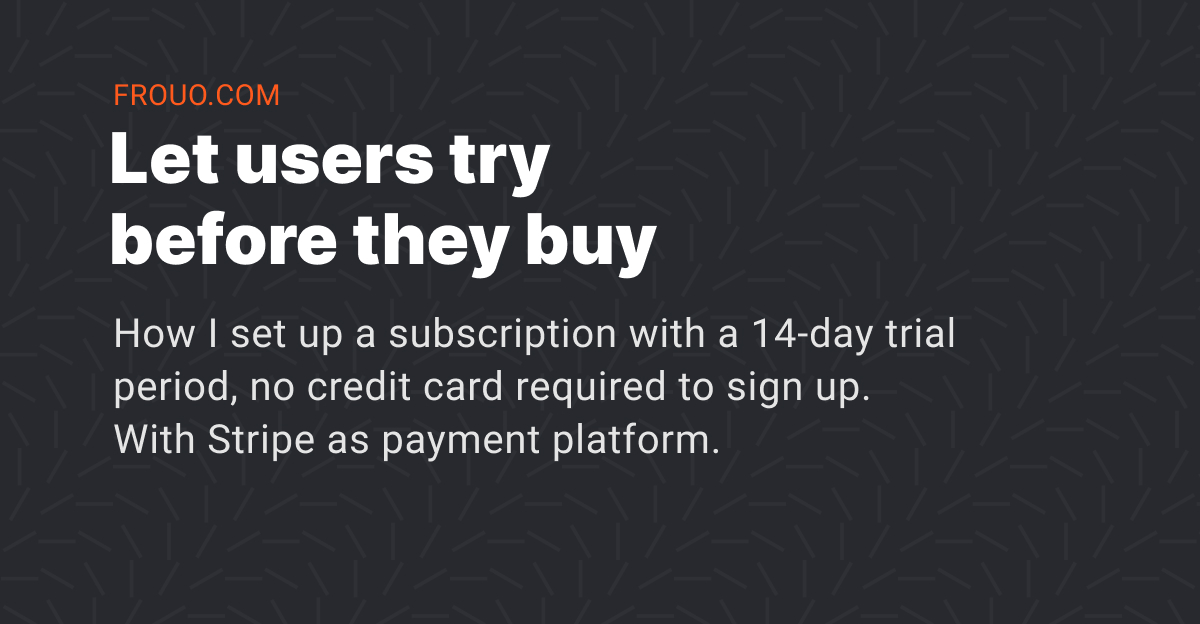 FROUO.COM
Let users try
before they buy
How I set up a subscription with a 14-day trial
period, no credit card required to sign up.
With Stripe as payment platform.